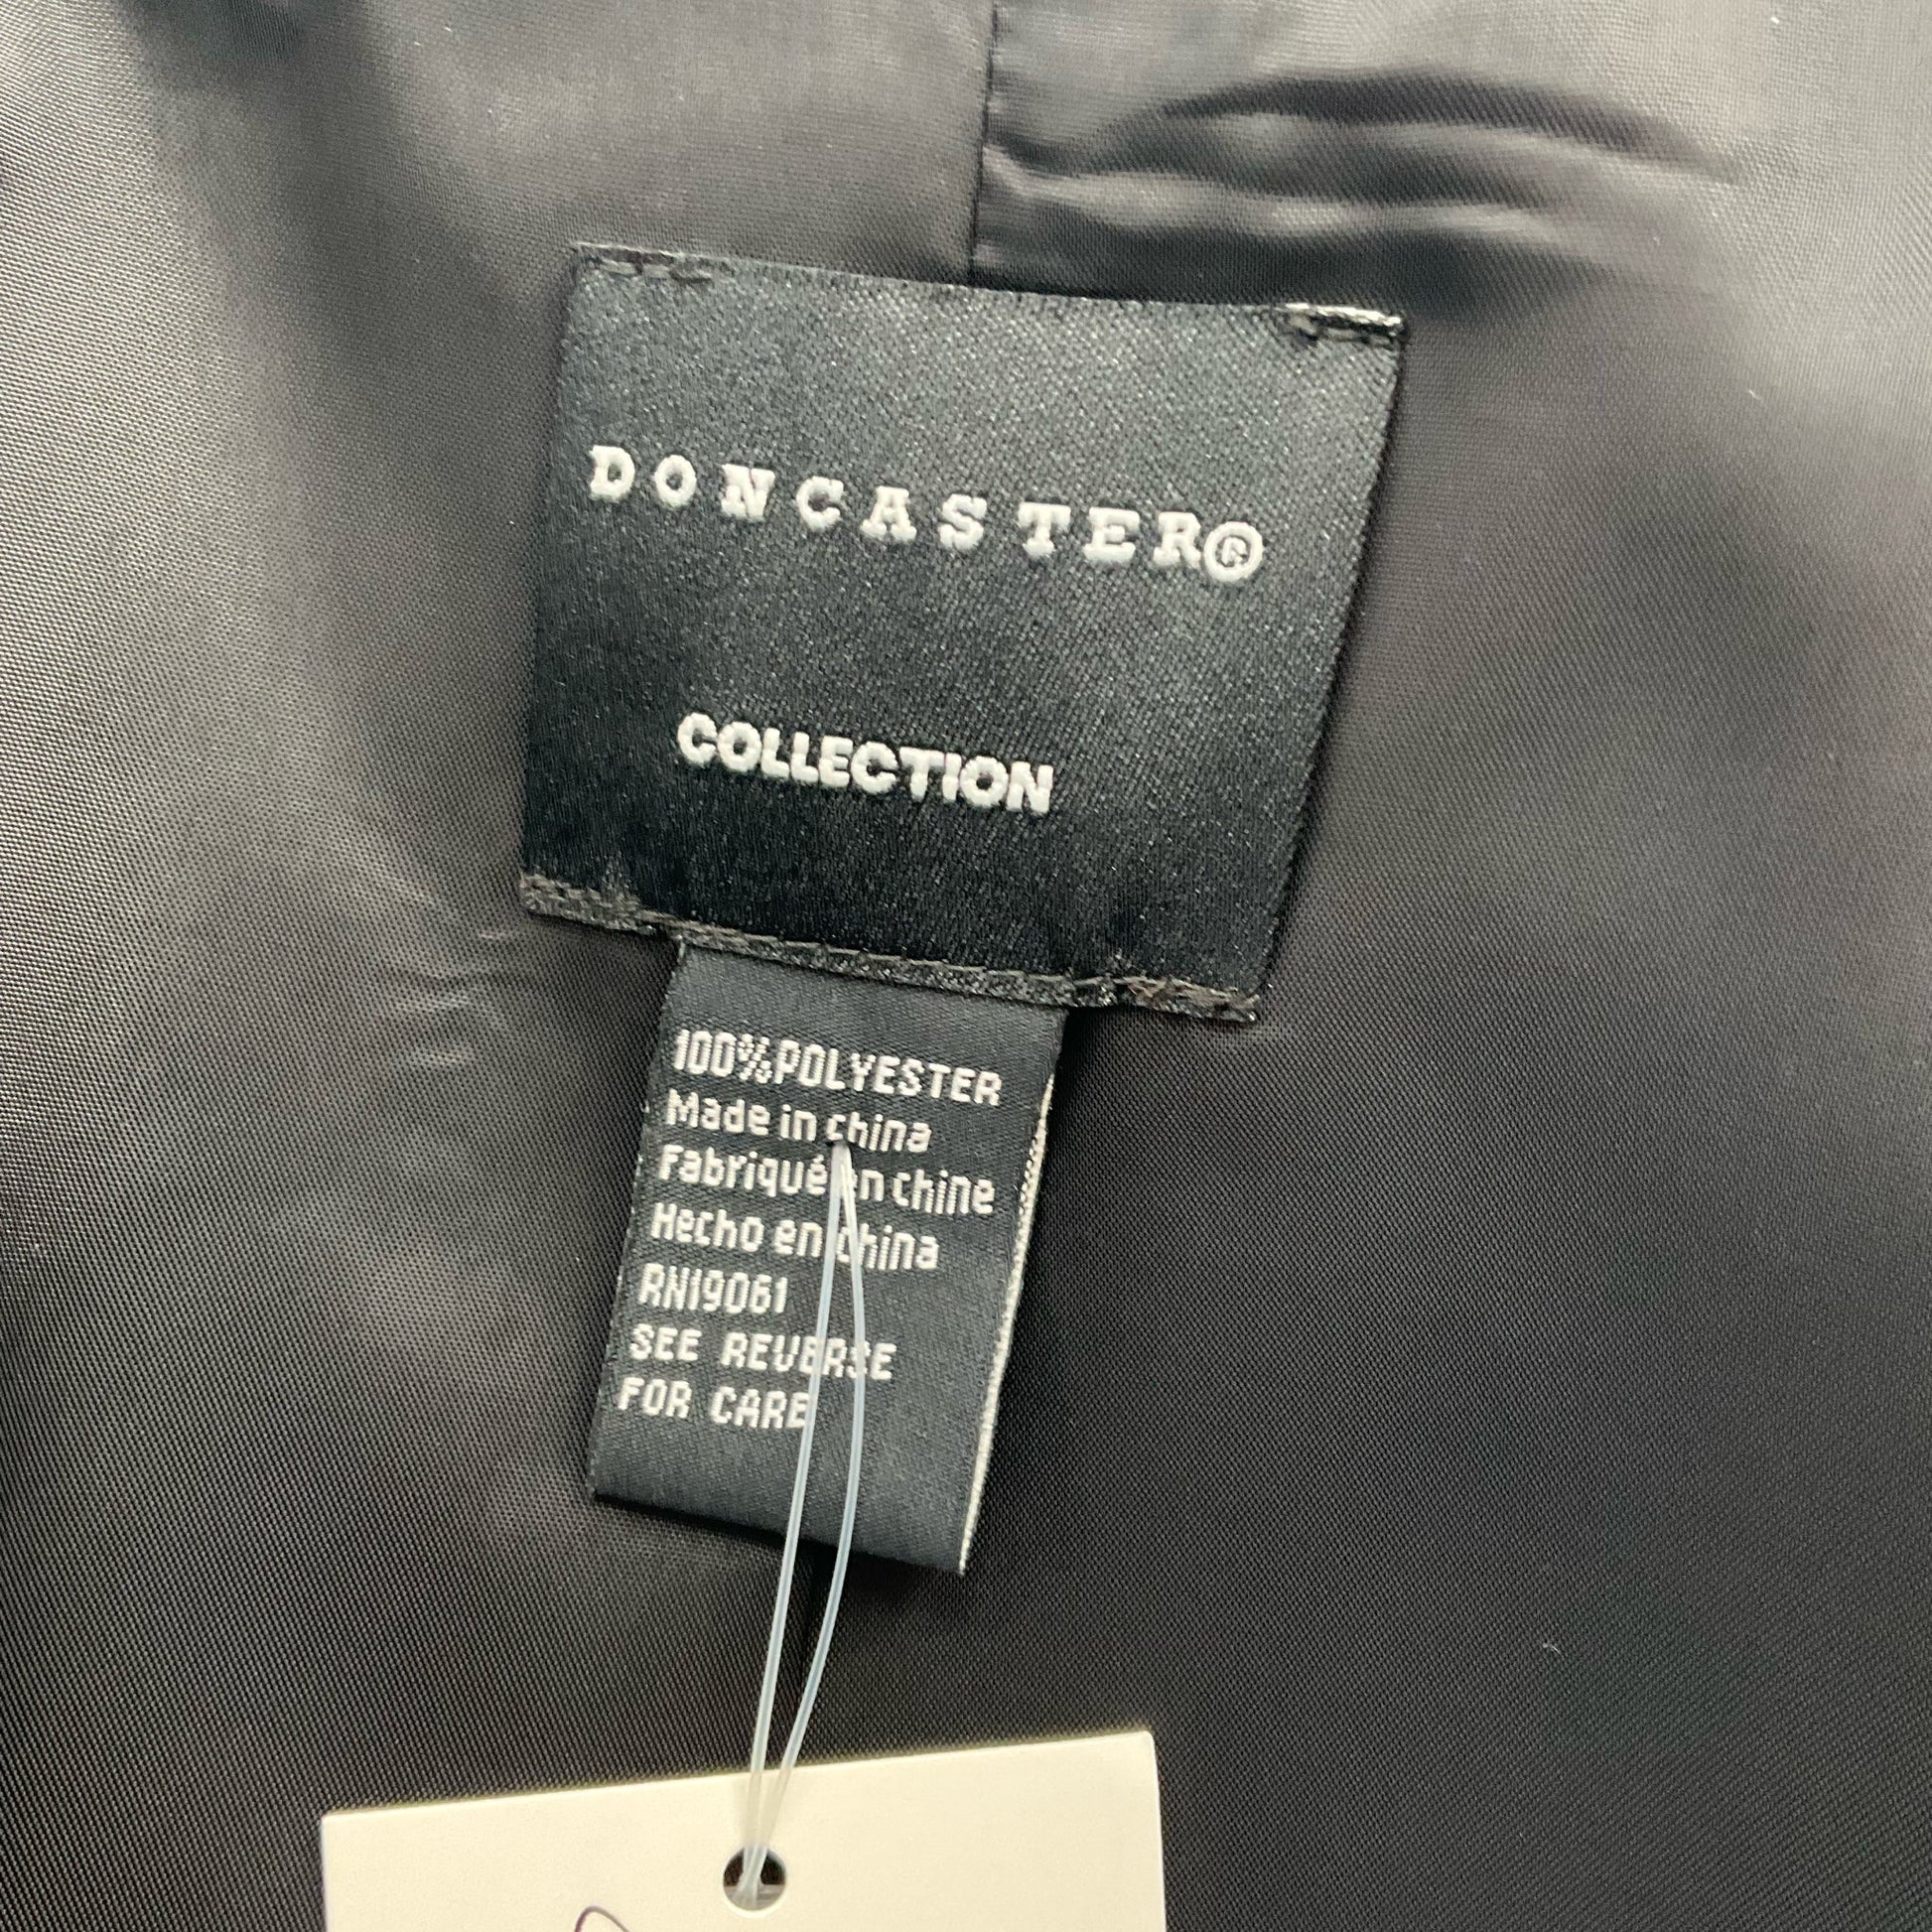 DONCASTER®
COLLECTION
100%POLYESTER
Made in china
Fabriqué en chine
Hecho en china
RN19061
SEE REVERSE
FOR CARE